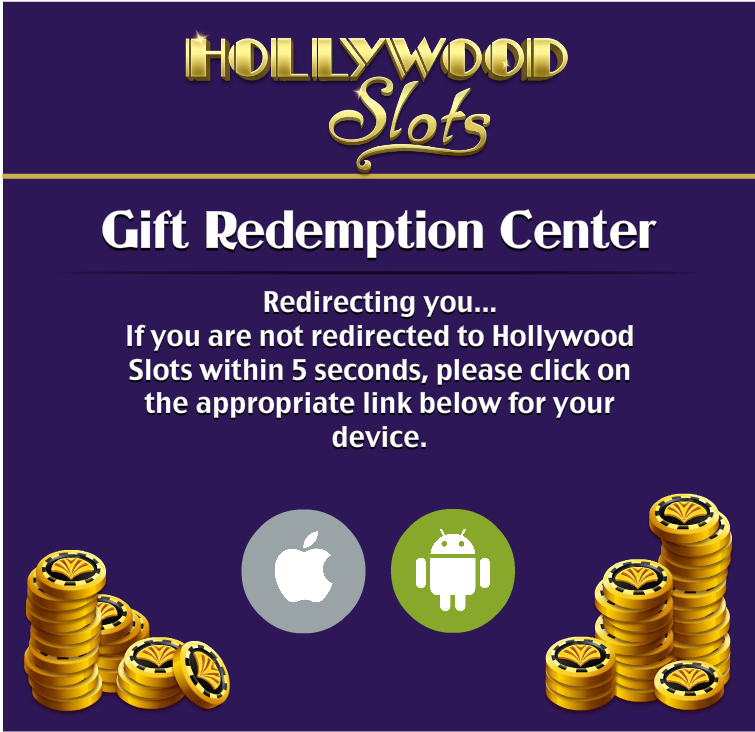 HOLLYWOOD
Slots
Gift Redemption Center
Redirecting you...
If you are not redirected to Hollywood
Slots within 5 seconds, please click on
the appropriate link below for your
device.